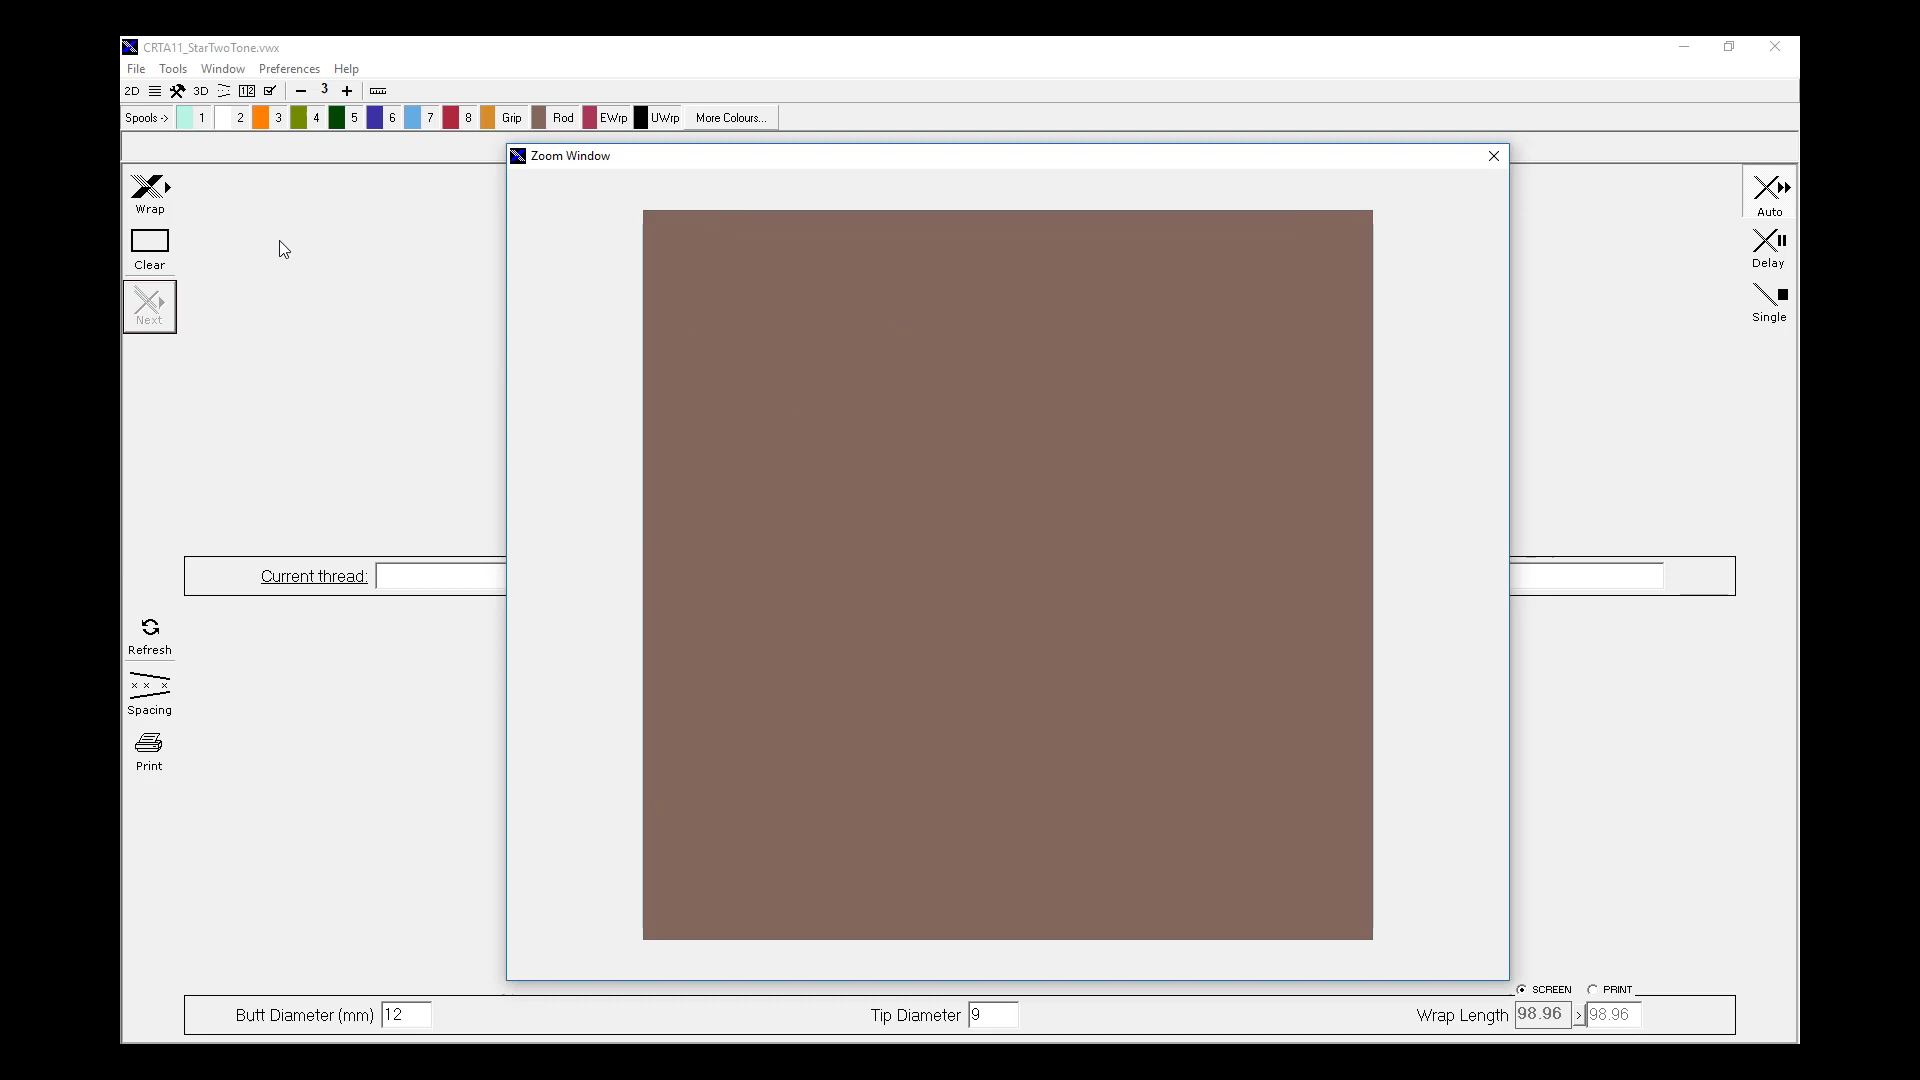 CRTA11_StarTwoTone.vwx
File Tools Window Preferences Help
2D 3D 3
Spools -> 1 2 3 4 5 6 7 8 Grip Rod EWrp UWrp More Colours...
Zoom Window
Wrap
Clear
Next
Auto
Delay
Single
Current thread:
Refresh
Spacing
Print
SCREEN PRINT
Butt Diameter (mm) 12 Tip Diameter 9 Wrap Length 98.96 > 98.96